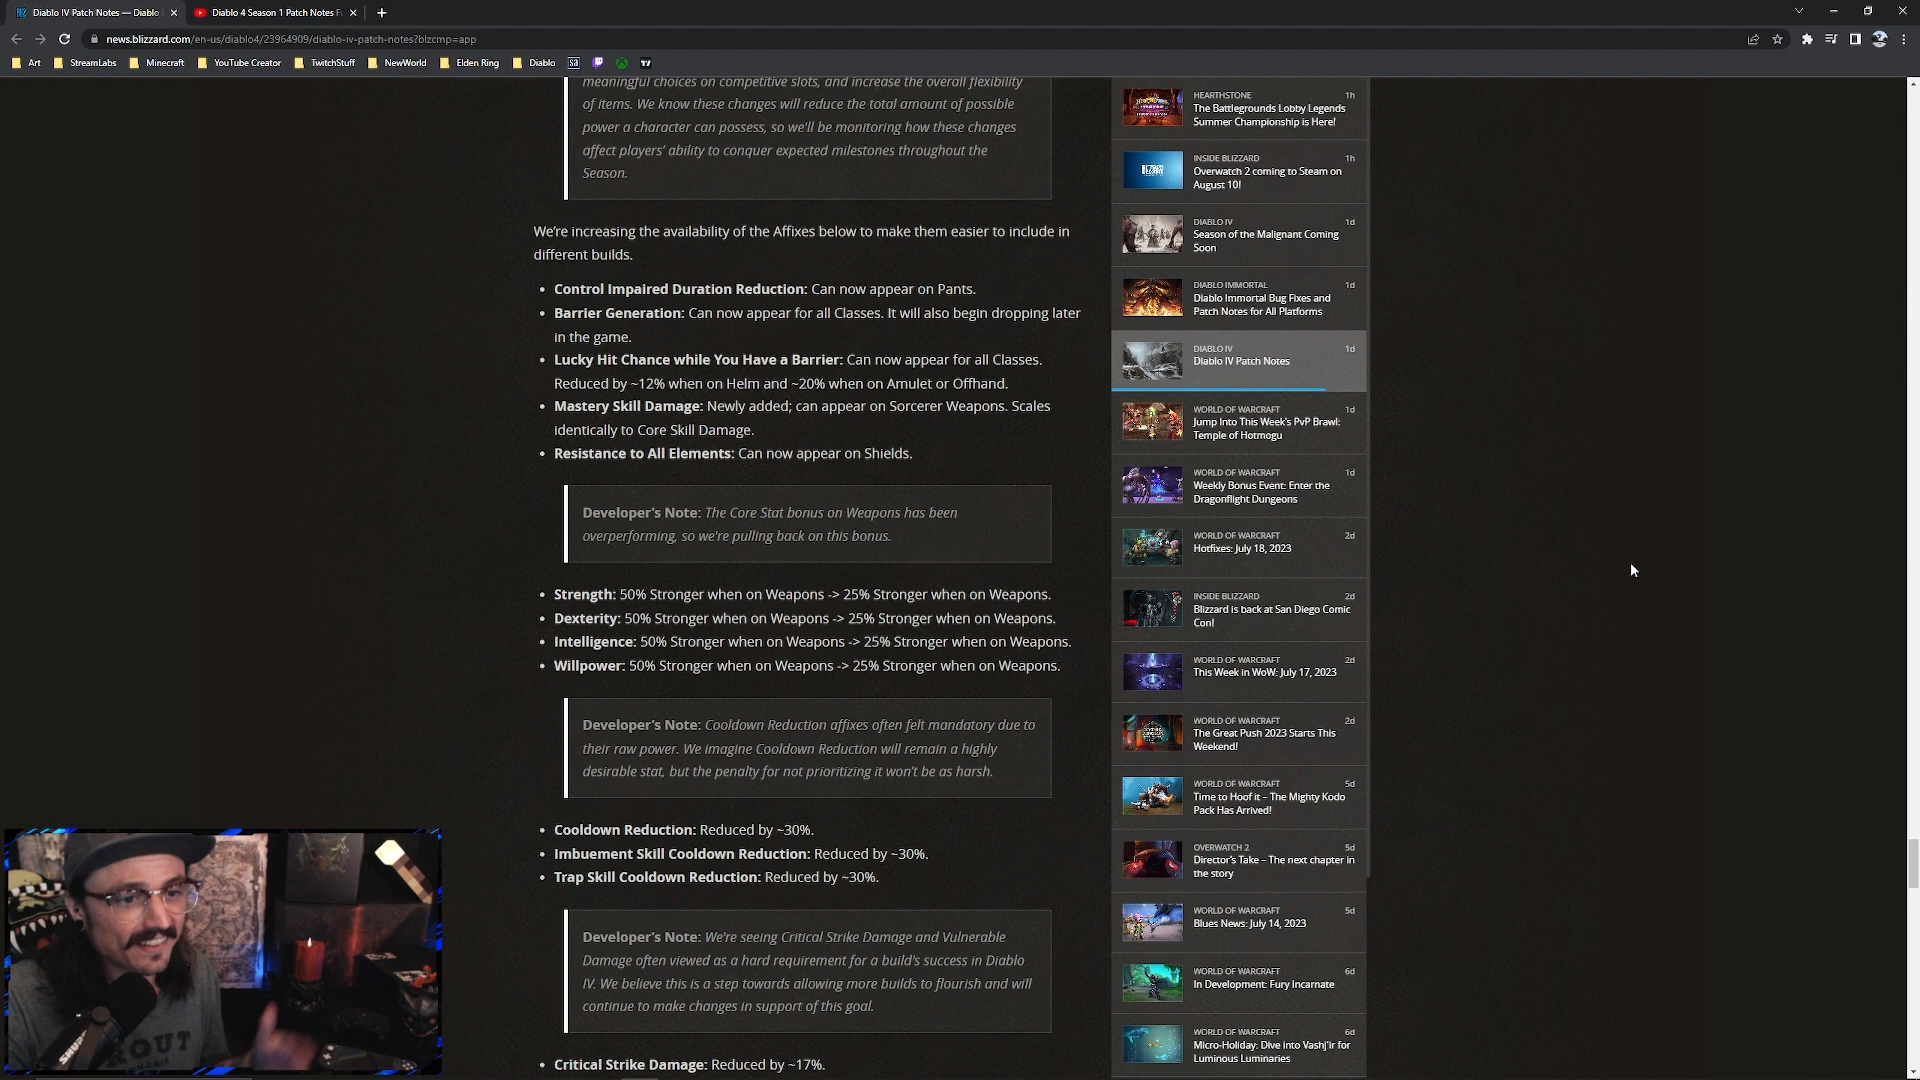 Diablo IV Patch Notes — Diablo
Diablo 4 Season 1 Patch Notes F
news.blizzard.com/en-us/diablo4/23964909/diablo-iv-patch-notes?blzcmp=app
Art
StreamLabs
Minecraft
YouTube Creator
TwitchStuff
NewWorld
Elden Ring
Diablo
meaningful choices on competitive slots, and increase the overall flexibility
of items. We know these changes will reduce the total amount of possible
power a character can possess, so we'll be monitoring how these changes
affect players’ ability to conquer expected milestones throughout the
Season.
We’re increasing the availability of the Affixes below to make them easier to include in
different builds.
• Control Impaired Duration Reduction: Can now appear on Pants.
• Barrier Generation: Can now appear for all Classes. It will also begin dropping later
in the game.
• Lucky Hit Chance while You Have a Barrier: Can now appear for all Classes.
Reduced by ~12% when on Helm and ~20% when on Amulet or Offhand.
• Mastery Skill Damage: Newly added; can appear on Sorcerer Weapons. Scales
identically to Core Skill Damage.
• Resistance to All Elements: Can now appear on Shields.
Developer’s Note: The Core Stat bonus on Weapons has been
overperforming, so we're pulling back on this bonus.
• Strength: 50% Stronger when on Weapons -> 25% Stronger when on Weapons.
• Dexterity: 50% Stronger when on Weapons -> 25% Stronger when on Weapons.
• Intelligence: 50% Stronger when on Weapons -> 25% Stronger when on Weapons.
• Willpower: 50% Stronger when on Weapons -> 25% Stronger when on Weapons.
Developer’s Note: Cooldown Reduction affixes often felt mandatory due to
their raw power. We imagine Cooldown Reduction will remain a highly
desirable stat, but the penalty for not prioritizing it won't be as harsh.
• Cooldown Reduction: Reduced by ~30%.
• Imbuement Skill Cooldown Reduction: Reduced by ~30%.
• Trap Skill Cooldown Reduction: Reduced by ~30%.
Developer’s Note: We're seeing Critical Strike Damage and Vulnerable
Damage often viewed as a hard requirement for a build's success in Diablo
IV. We believe this is a step towards allowing more builds to flourish and will
continue to make changes in support of this goal.
• Critical Strike Damage: Reduced by ~17%.
HEARTHSTONE 1h
The Battlegrounds Lobby Legends
Summer Championship is Here!
INSIDE BLIZZARD 1h
Overwatch 2 coming to Steam on
August 10!
DIABLO IV 1d
Season of the Malignant Coming
Soon
DIABLO IMMORTAL 1d
Diablo Immortal Bug Fixes and
Patch Notes for All Platforms
DIABLO IV 1d
Diablo IV Patch Notes
WORLD OF WARCRAFT 1d
Jump Into This Week's PvP Brawl:
Temple of Hotmogu
WORLD OF WARCRAFT 1d
Weekly Bonus Event: Enter the
Dragonflight Dungeons
WORLD OF WARCRAFT 2d
Hotfixes: July 18, 2023
INSIDE BLIZZARD 2d
Blizzard is back at San Diego Comic
Con!
WORLD OF WARCRAFT 2d
This Week in WoW: July 17, 2023
WORLD OF WARCRAFT 2d
The Great Push 2023 Starts This
Weekend!
WORLD OF WARCRAFT 5d
Time to Hoof it – The Mighty Kodo
Pack Has Arrived!
OVERWATCH 2 5d
Director's Take – The next chapter in
the story
WORLD OF WARCRAFT 5d
Blues News: July 14, 2023
WORLD OF WARCRAFT 6d
In Development: Fury Incarnate
WORLD OF WARCRAFT 6d
Micro-Holiday: Dive into Vashj'ir for
Luminous Luminaries